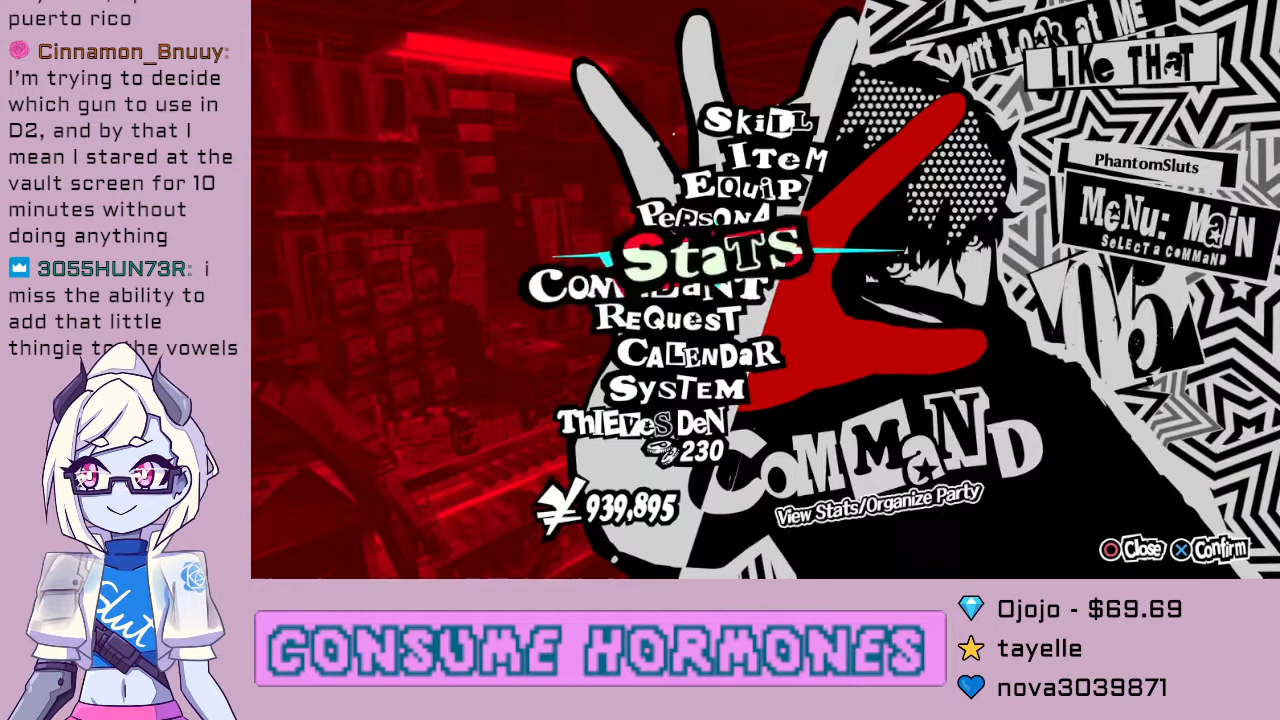 puerto rico
Cinnamon_Bnuuy:
I'm trying to decide
which gun to use in
D2, and by that I
mean I stared at the
vault screen for 10
minutes without
doing anything
3055HUN73R: i
miss the ability to
add that little
thingie to the vowels
Slut
Skill
Item
Equip
Persona
Stats
Confidant
Request
Calendar
System
Thieves Den
230
¥ 939,895
Command
View Stats/Organize Party
Don't Look at ME
LIKe THaT
PhantomSluts
MeNu: Main
SeLeCT a CoMMaND
P5
Close Confirm
CONSUME HORMONES
Ojojo - $69.69
tayelle
nova3039871